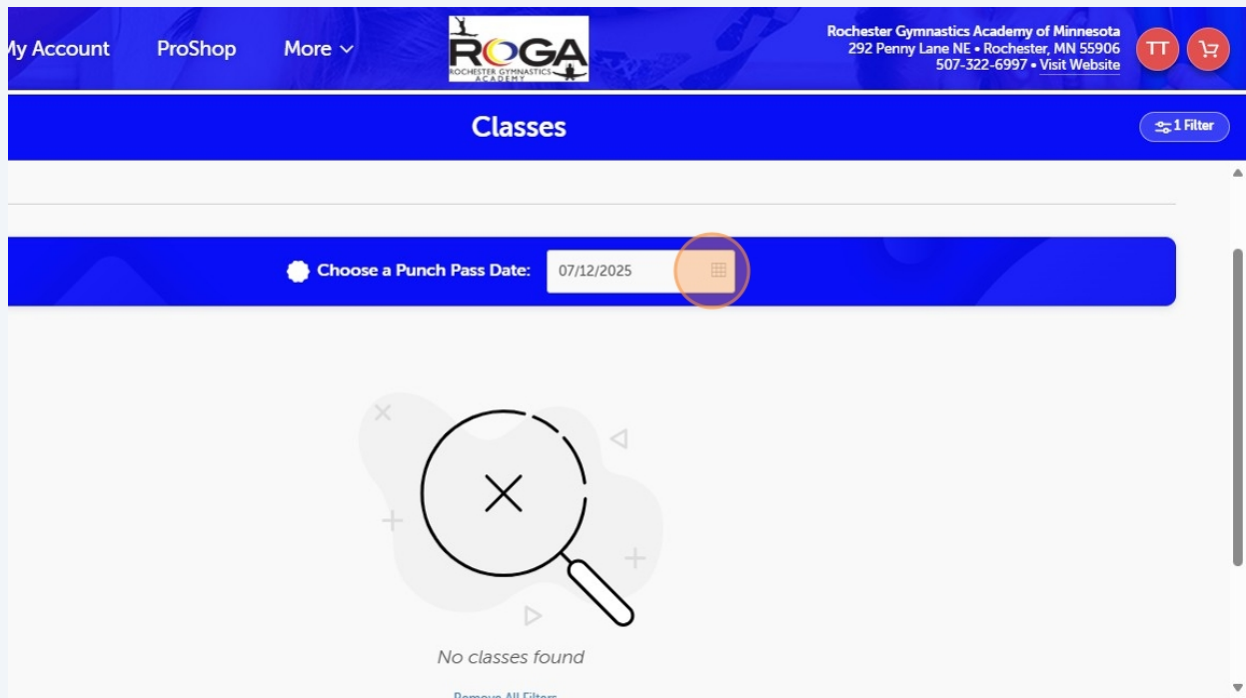 My Account ProShop More
ROGA
ROCHESTER GYMNASTICS
ACADEMY
Rochester Gymnastics Academy of Minnesota
292 Penny Lane NE • Rochester, MN 55906
507-322-6997 • Visit Website
TT
Classes
1 Filter
Choose a Punch Pass Date: 07/12/2025
No classes found
Remove All Filters